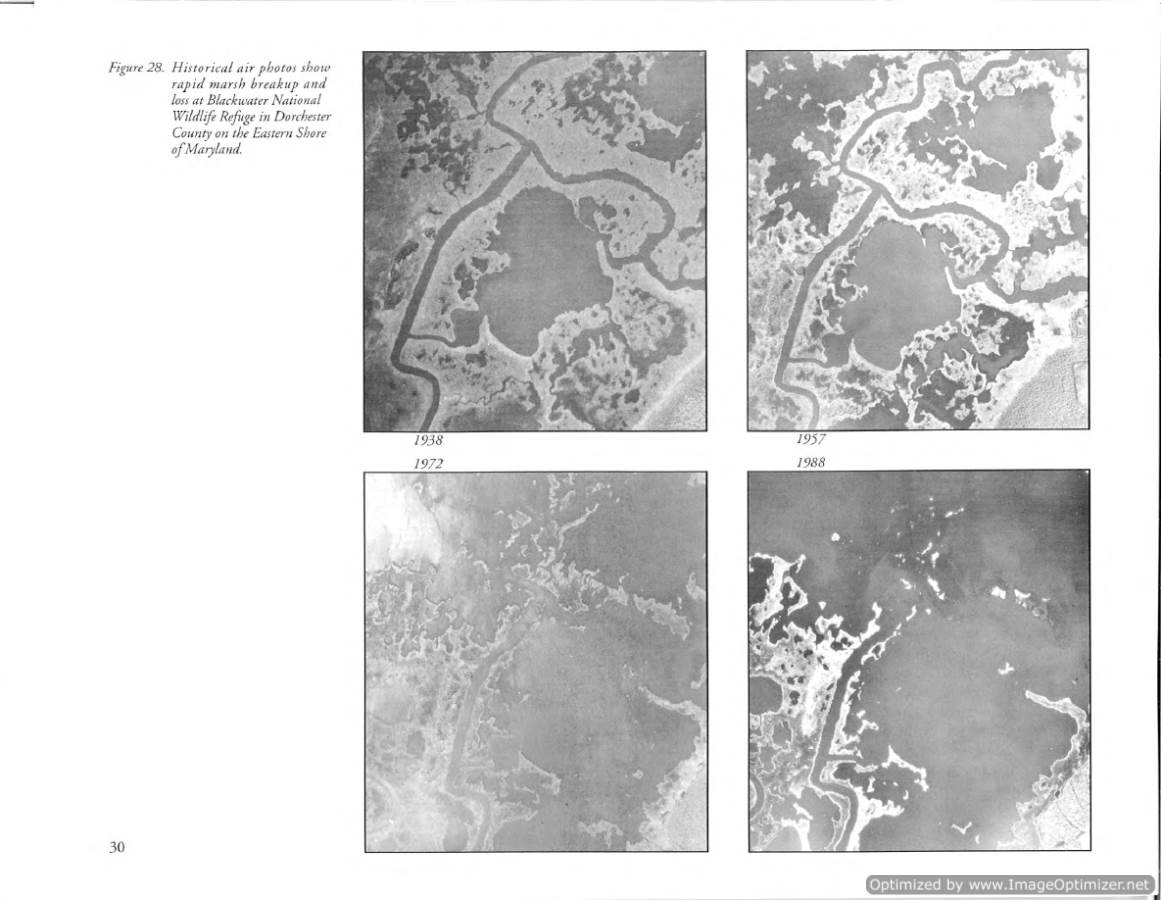 Figure 28. Historical air photos show
rapid marsh breakup and
loss at Blackwater National
Wildlife Refuge in Dorchester
County on the Eastern Shore
of Maryland.
1938
1957
1972
1988
30
Optimized by www.ImageOptimizer.net